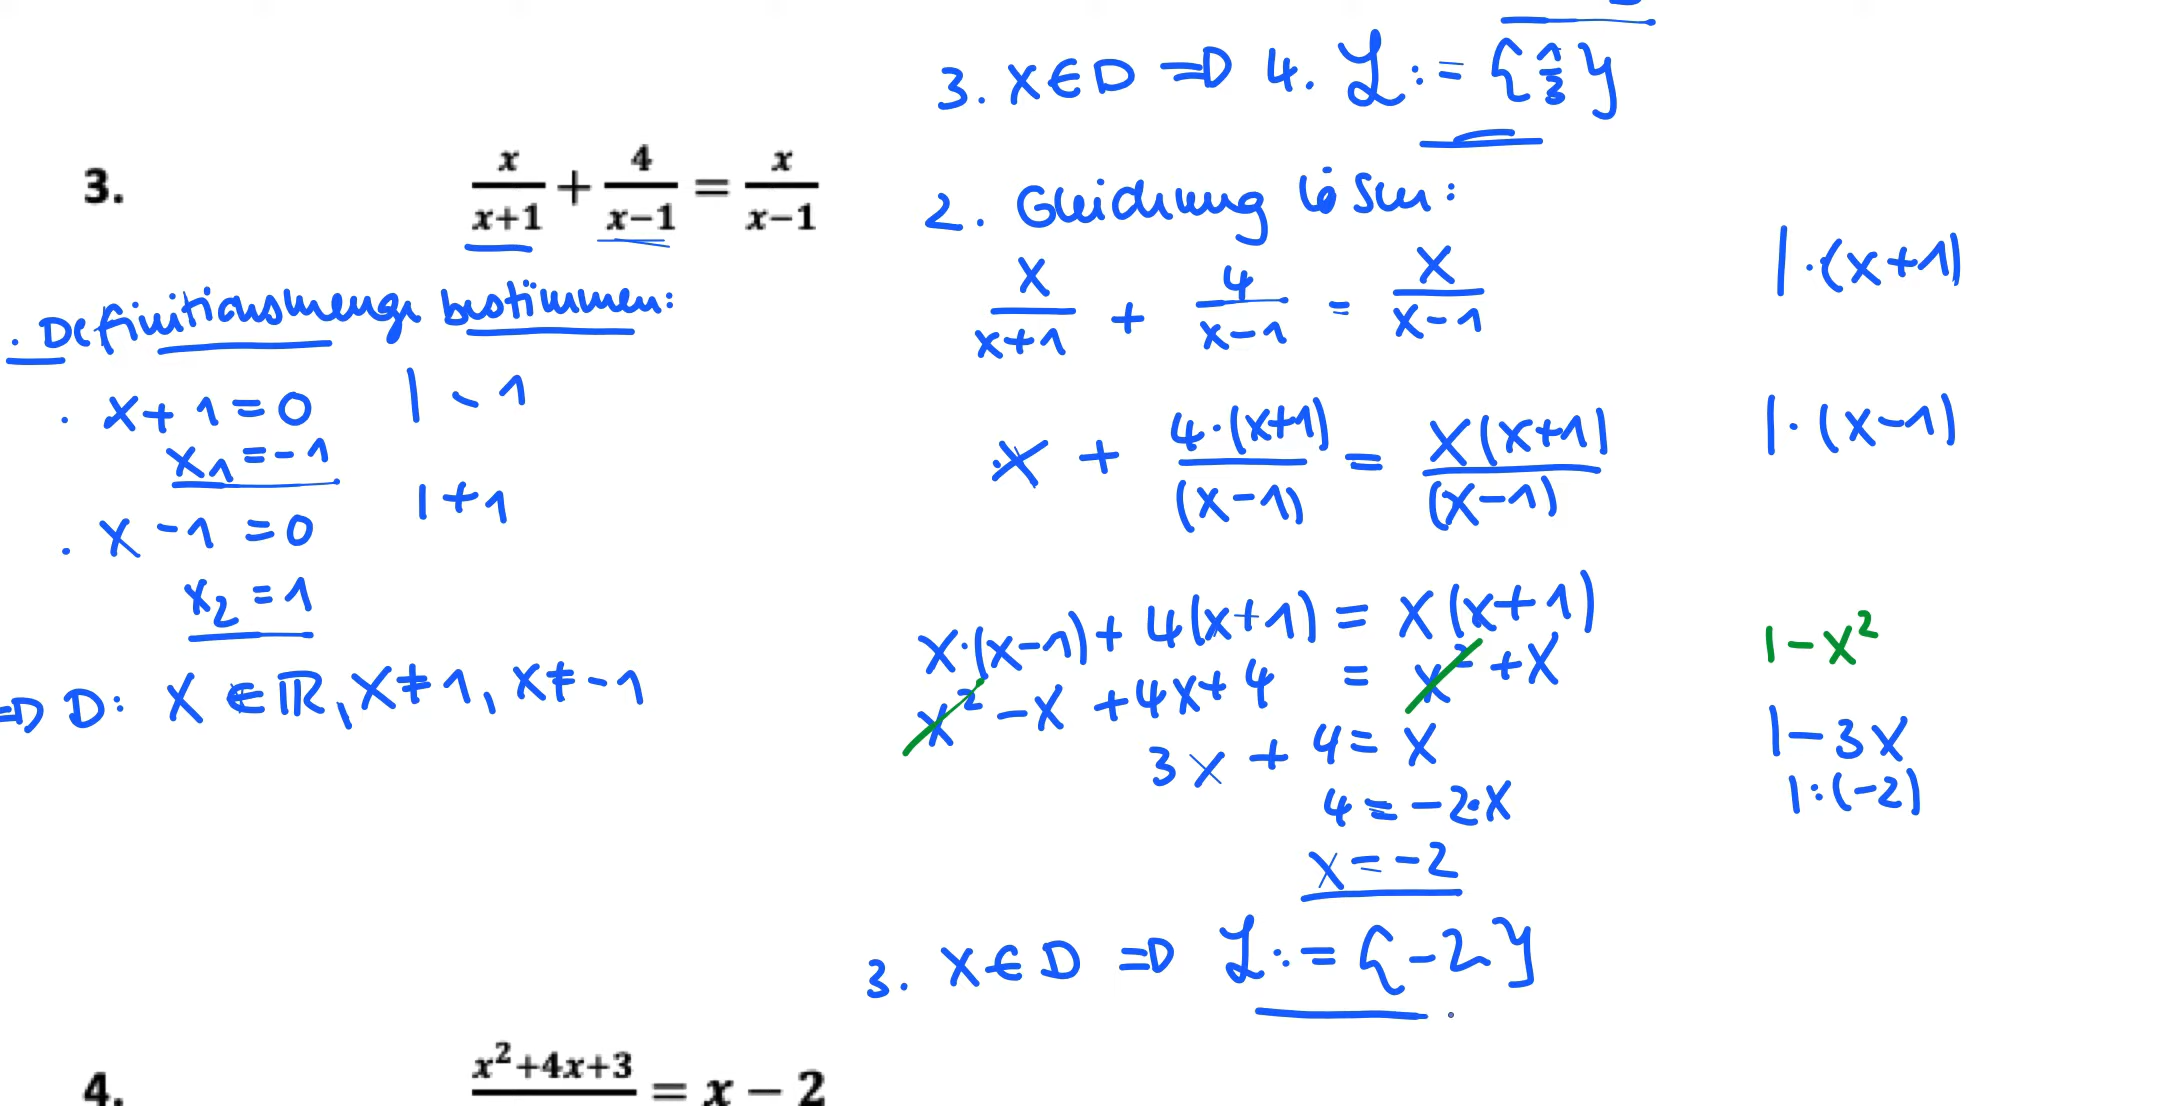 3. x∈D ⇒ 4. L := {1/3}
3. x/(x+1) + 4/(x−1) = x/(x−1)
. Definitionsmenge bestimmen:
· x + 1 = 0 | − 1
x₁ = −1
· x − 1 = 0 | + 1
x₂ = 1
⇒ D: x ∈ ℝ, x ≠ 1, x ≠ −1
2. Gleichung lösen:
x/(x+1) + 4/(x−1) = x/(x−1) | ·(x+1)
x + 4·(x+1)/(x−1) = x(x+1)/(x−1) | ·(x−1)
x·(x−1) + 4(x+1) = x(x+1)
x² − x + 4x + 4 = x² + x | − x²
3x + 4 = x | − 3x
4 = −2·x | : (−2)
x = −2
3. x ∈ D ⇒ L := {−2}
4. x²+4x+3 = x − 2